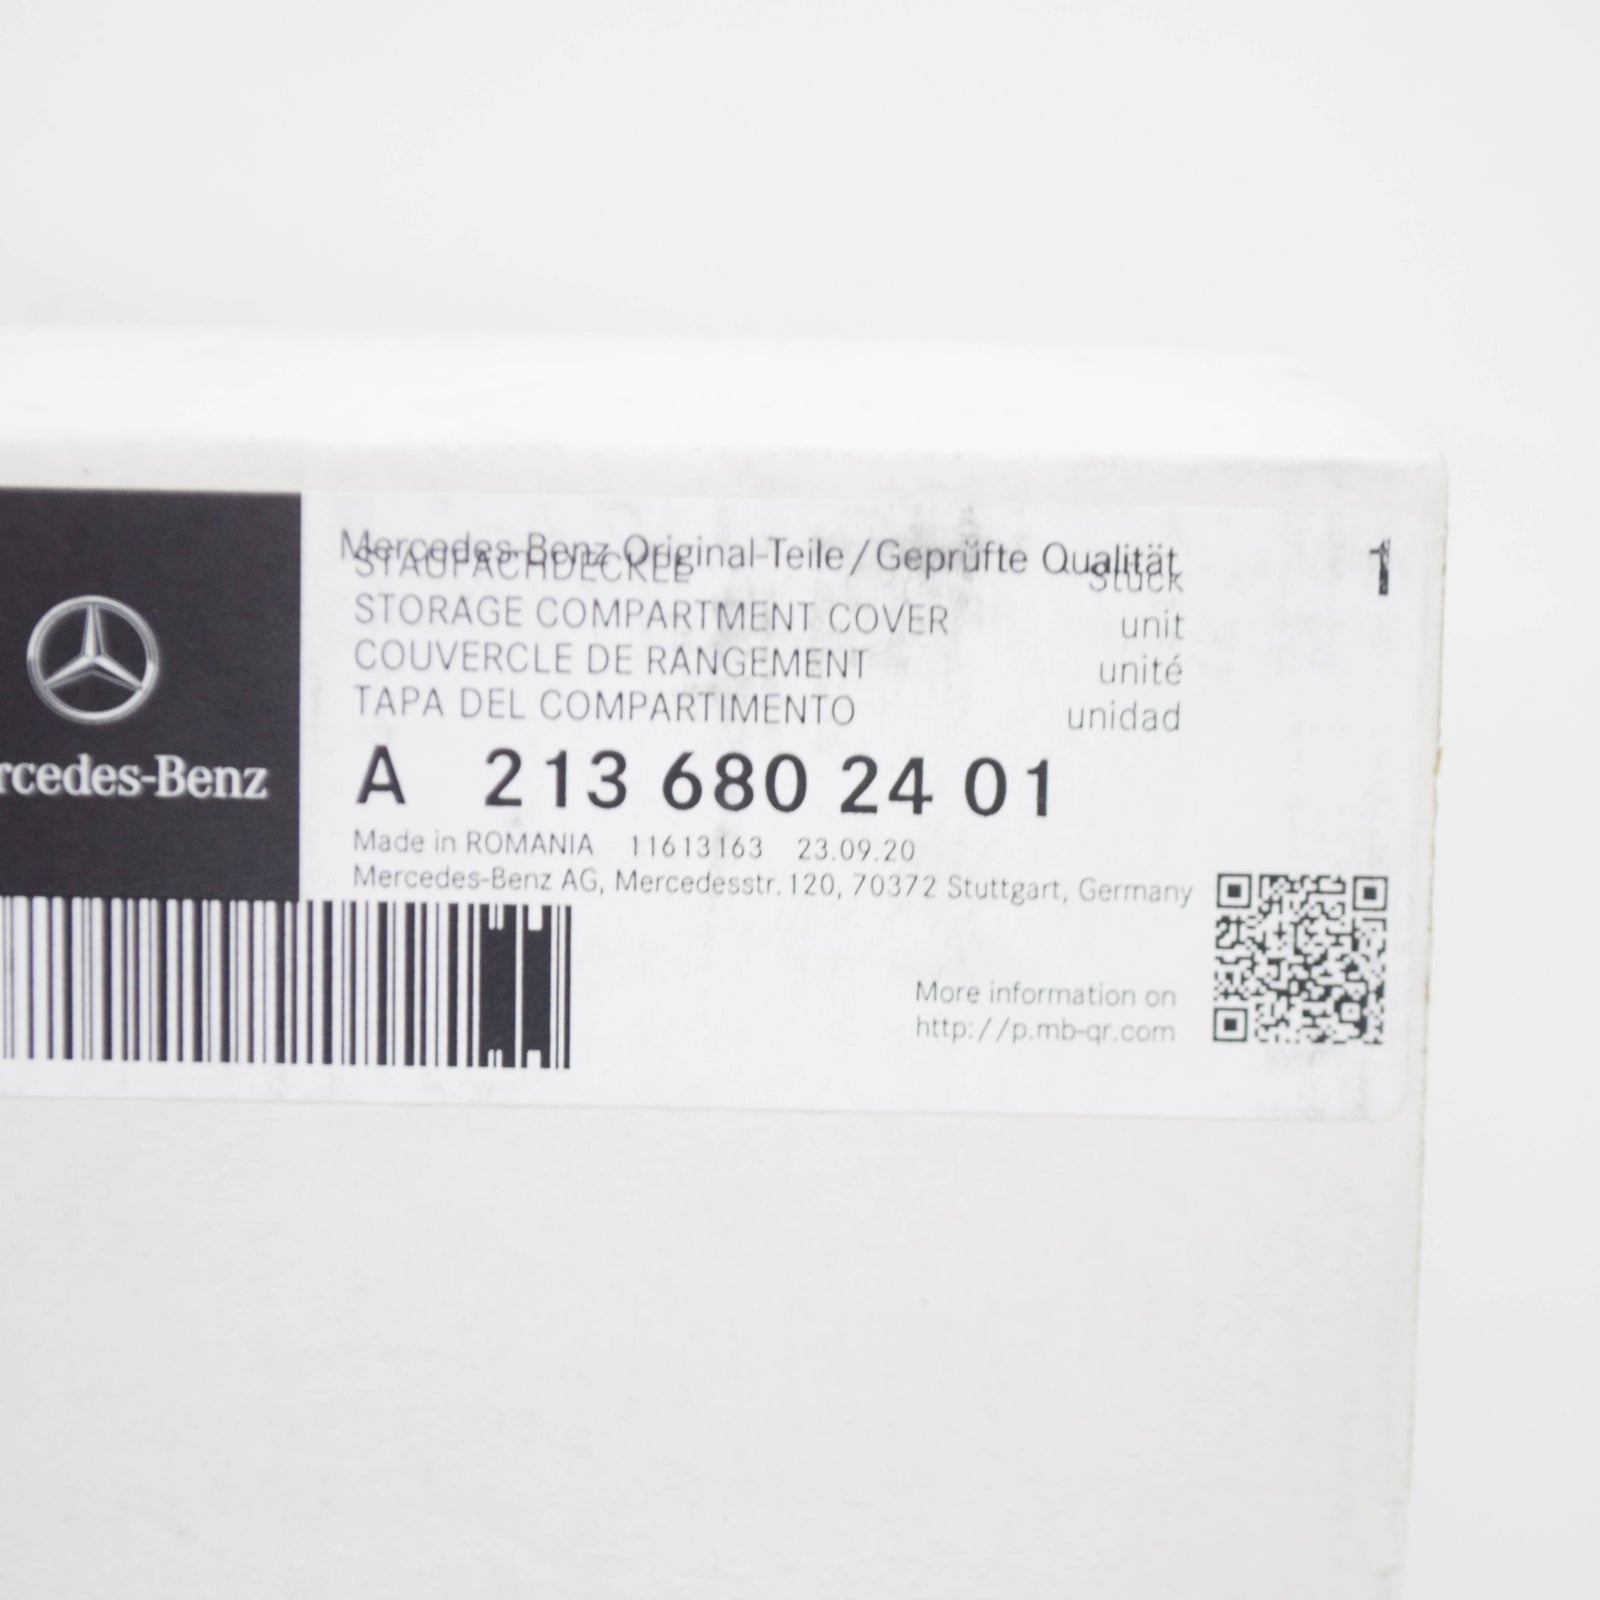 Mercedes-Benz Original-Teile/Geprüfte Qualität
STAUFACHDECKEL Stück 1
STORAGE COMPARTMENT COVER unit
COUVERCLE DE RANGEMENT unité
TAPA DEL COMPARTIMENTO unidad
rcedes-Benz
A 213 680 24 01
Made in ROMANIA 11613163 23.09.20
Mercedes-Benz AG, Mercedesstr. 120, 70372 Stuttgart, Germany
More information on
http://p.mb-qr.com